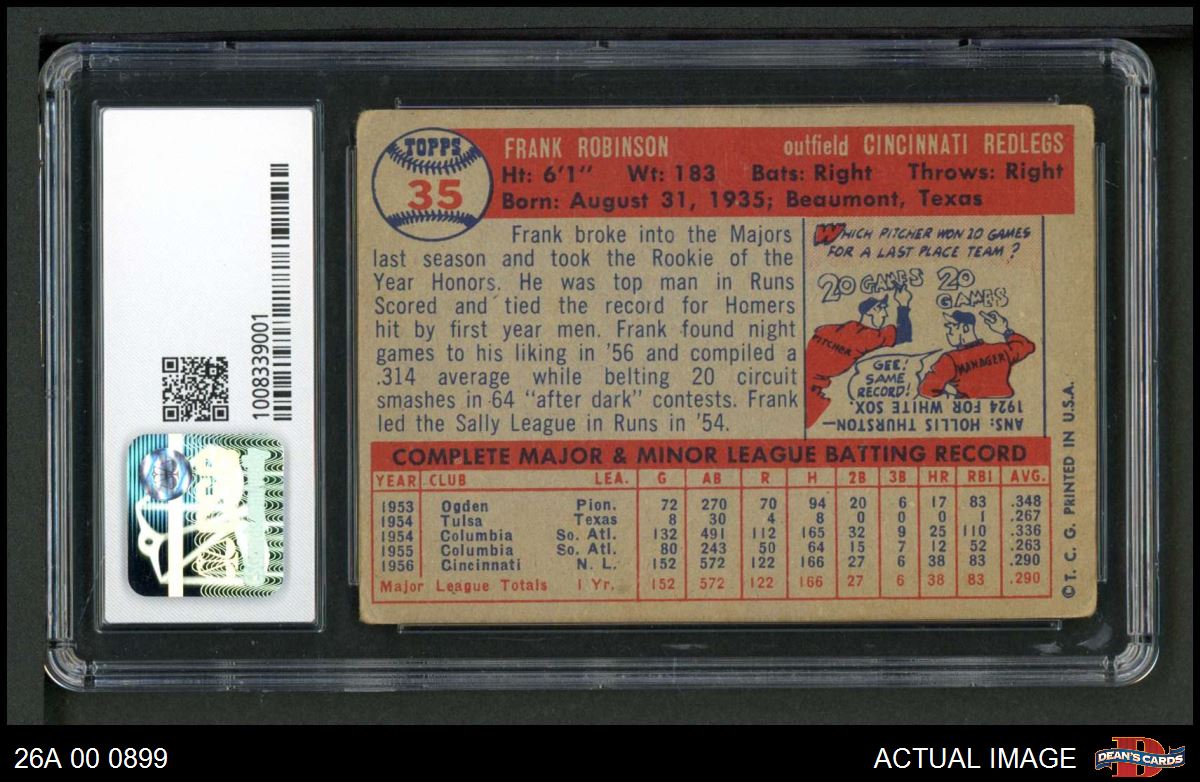 1008339001
TOPPS
35
FRANK ROBINSON outfield CINCINNATI REDLEGS
Ht: 6'1" Wt: 183 Bats: Right Throws: Right
Born: August 31, 1935; Beaumont, Texas
Frank broke into the Majors
last season and took the Rookie of the
Year Honors. He was top man in Runs
Scored and tied the record for Homers
hit by first year men. Frank found night
games to his liking in '56 and compiled a
.314 average while belting 20 circuit
smashes in 64 "after dark" contests. Frank
led the Sally League in Runs in '54.
WHICH PITCHER WON 20 GAMES
FOR A LAST PLACE TEAM?
20 GAMES
20 GAMES
PITCHER
MANAGER
GEE!
SAME
RECORD!
ANS: HOLLIS THURSTON—
1924 FOR WHITE SOX
COMPLETE MAJOR & MINOR LEAGUE BATTING RECORD
YEAR CLUB LEA. G AB R H 2B 3B HR RBI AVG.
1953 Ogden Pion. 72 270 70 94 20 6 17 83 .348
1954 Tulsa Texas 8 30 4 8 0 0 0 1 .267
1954 Columbia So. Atl. 132 491 112 165 32 9 25 110 .336
1955 Columbia So. Atl. 80 243 50 64 15 7 12 52 .263
1956 Cincinnati N. L. 152 572 122 166 27 6 38 83 .290
Major League Totals 1 Yr. 152 572 122 166 27 6 38 83 .290
© T. C. G. PRINTED IN U.S.A.
26A 00 0899
ACTUAL IMAGE
DEAN'S CARDS